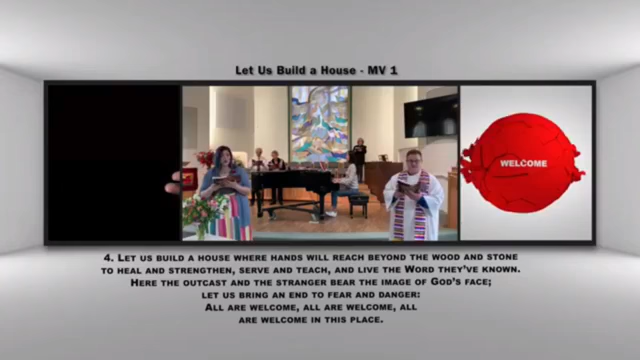 Let Us Build a House - MV 1
WELCOME
4. Let us build a house where hands will reach beyond the wood and stone
to heal and strengthen, serve and teach, and live the Word they've known.
Here the outcast and the stranger bear the image of God's face;
let us bring an end to fear and danger:
All are welcome, all are welcome, all
are welcome in this place.